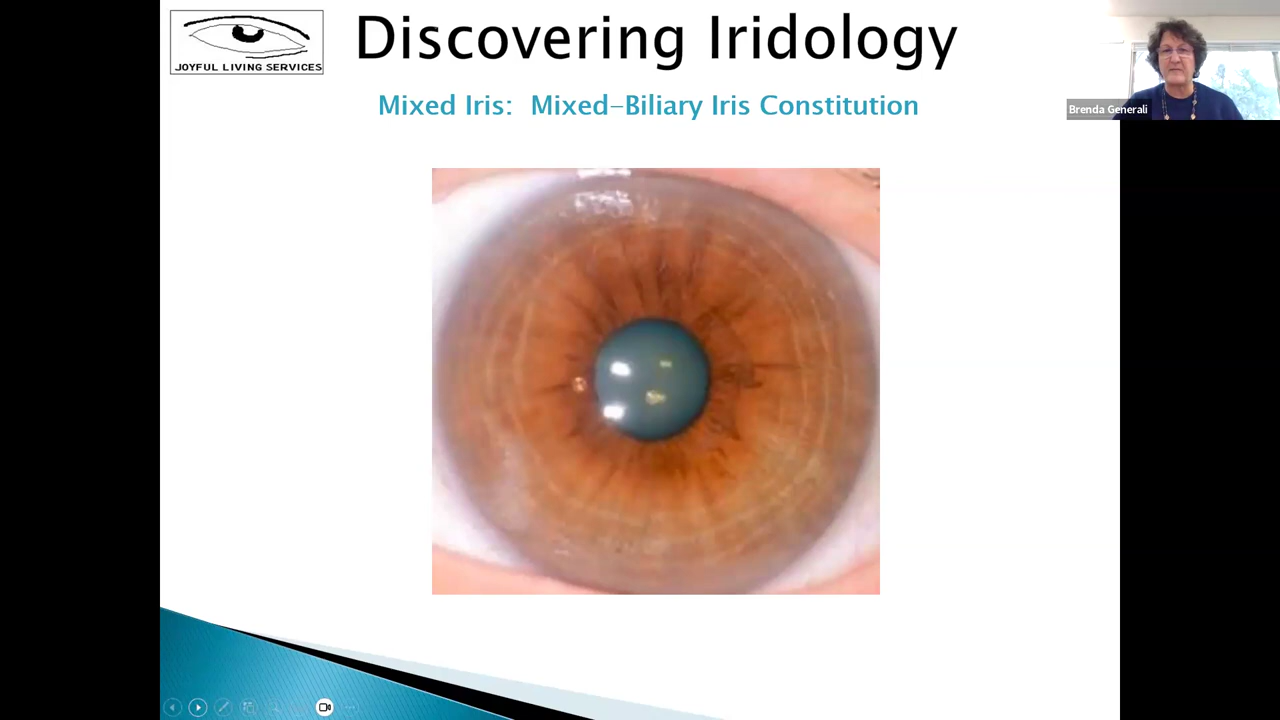 JOYFUL LIVING SERVICES
Discovering Iridology
Mixed Iris: Mixed-Biliary Iris Constitution
Brenda Generali